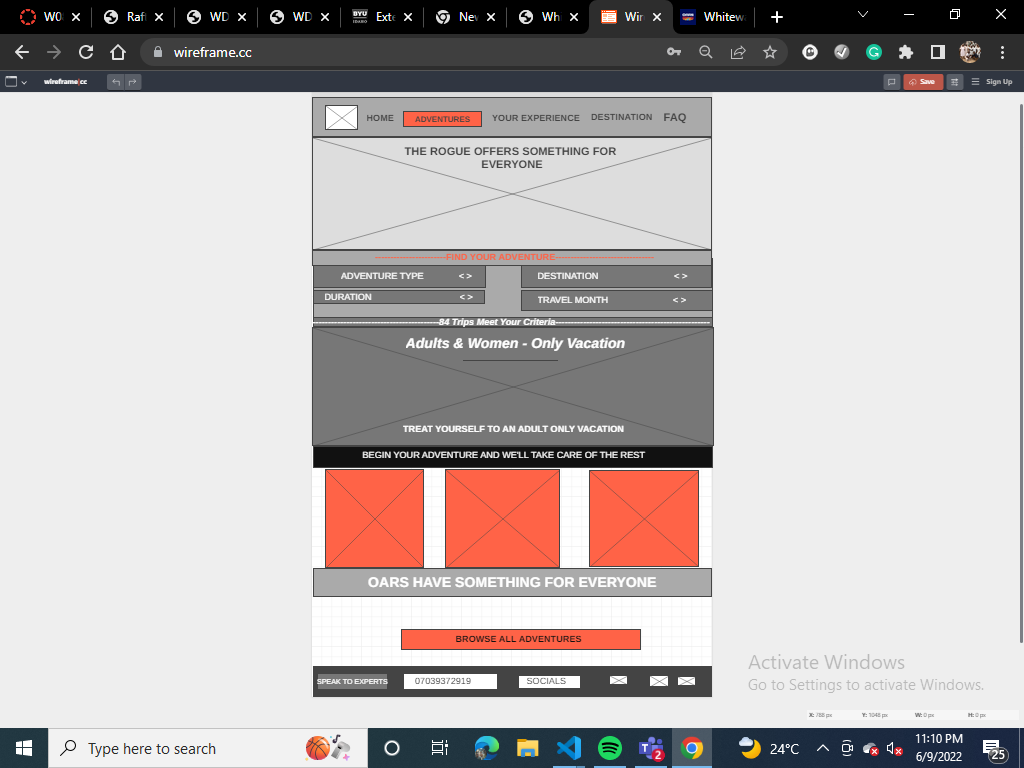 W0
Raft
WD
WD
Exte
Nev
Wh
Wir
Whitew
wireframe.cc
wireframe|cc
Save
Sign Up
HOME
ADVENTURES
YOUR EXPERIENCE
DESTINATION
FAQ
THE ROGUE OFFERS SOMETHING FOR
EVERYONE
FIND YOUR ADVENTURE
ADVENTURE TYPE < >
DESTINATION < >
DURATION < >
TRAVEL MONTH < >
84 Trips Meet Your Criteria
Adults & Women - Only Vacation
TREAT YOURSELF TO AN ADULT ONLY VACATION
BEGIN YOUR ADVENTURE AND WE'LL TAKE CARE OF THE REST
OARS HAVE SOMETHING FOR EVERYONE
BROWSE ALL ADVENTURES
SPEAK TO EXPERTS
07039372919
SOCIALS
Activate Windows
Go to Settings to activate Windows.
X: 788 px Y: 1048 px W: 0 px H: 0 px
Type here to search
2
24°C
11:10 PM
6/9/2022
25